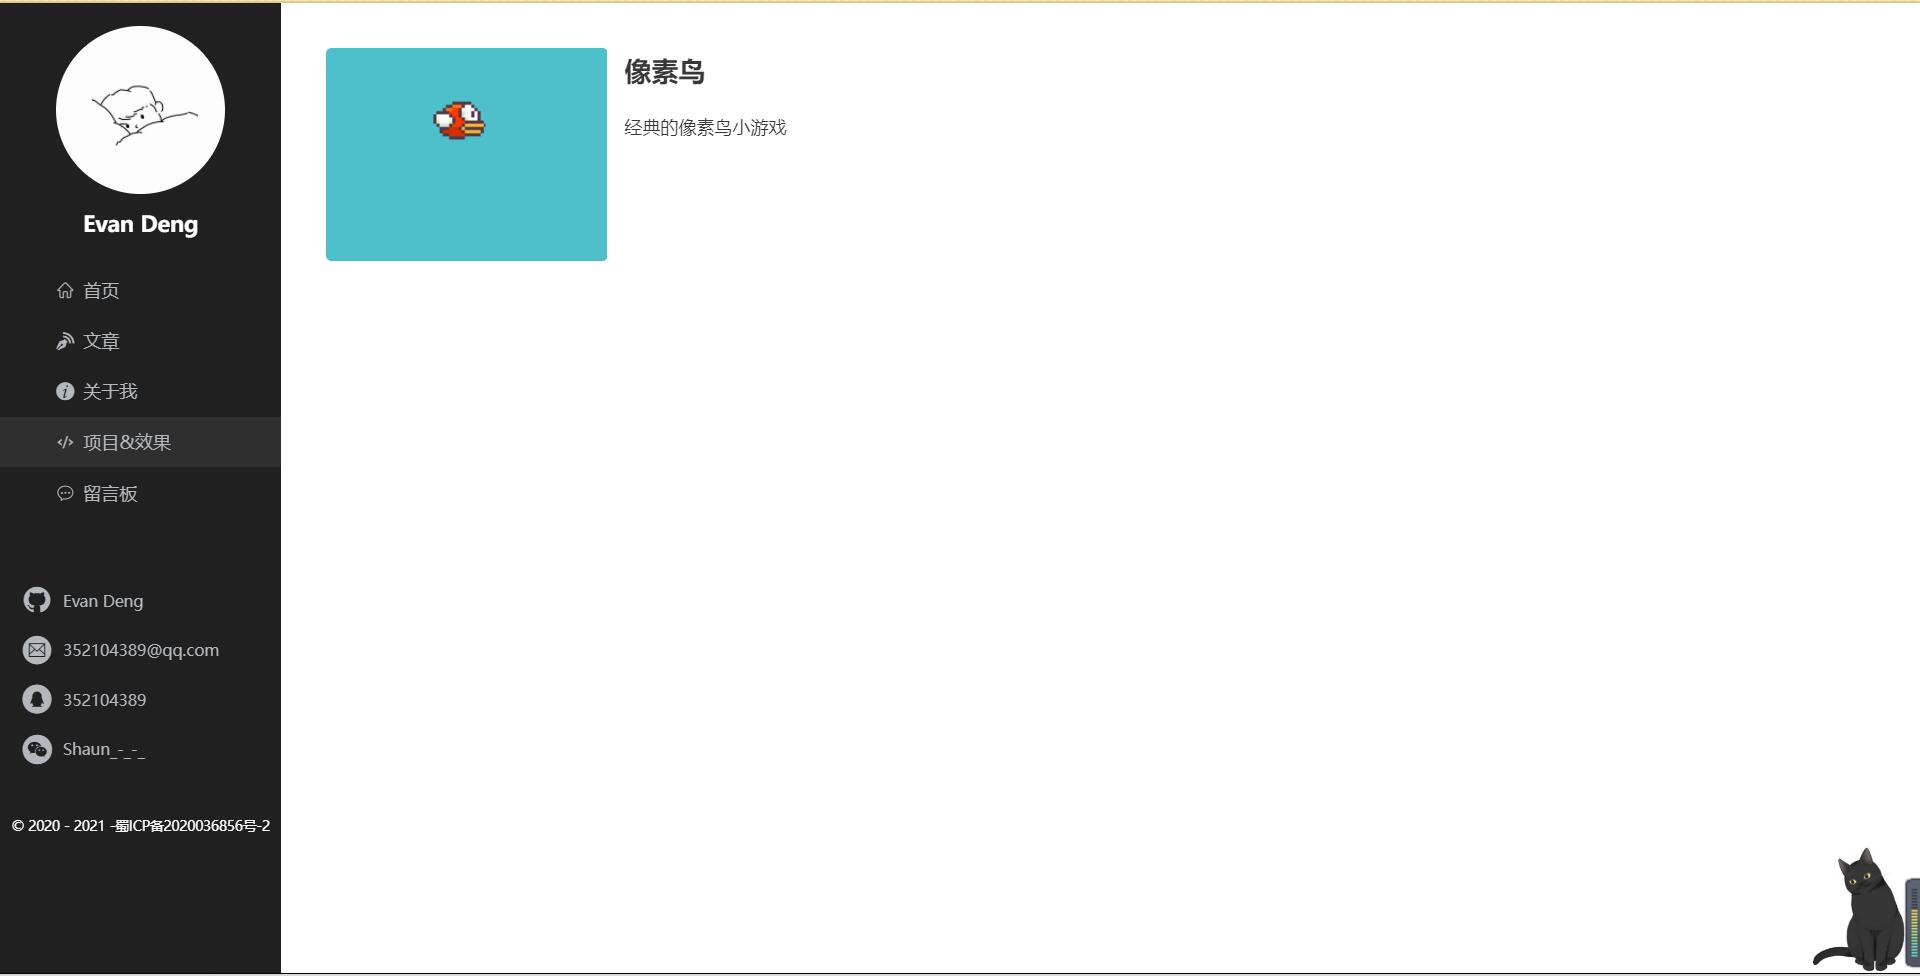 Evan Deng
首页
文章
关于我
项目&效果
留言板
Evan Deng
352104389@qq.com
352104389
Shaun_-_-_
© 2020 - 2021 -蜀ICP备2020036856号-2
像素鸟
经典的像素鸟小游戏